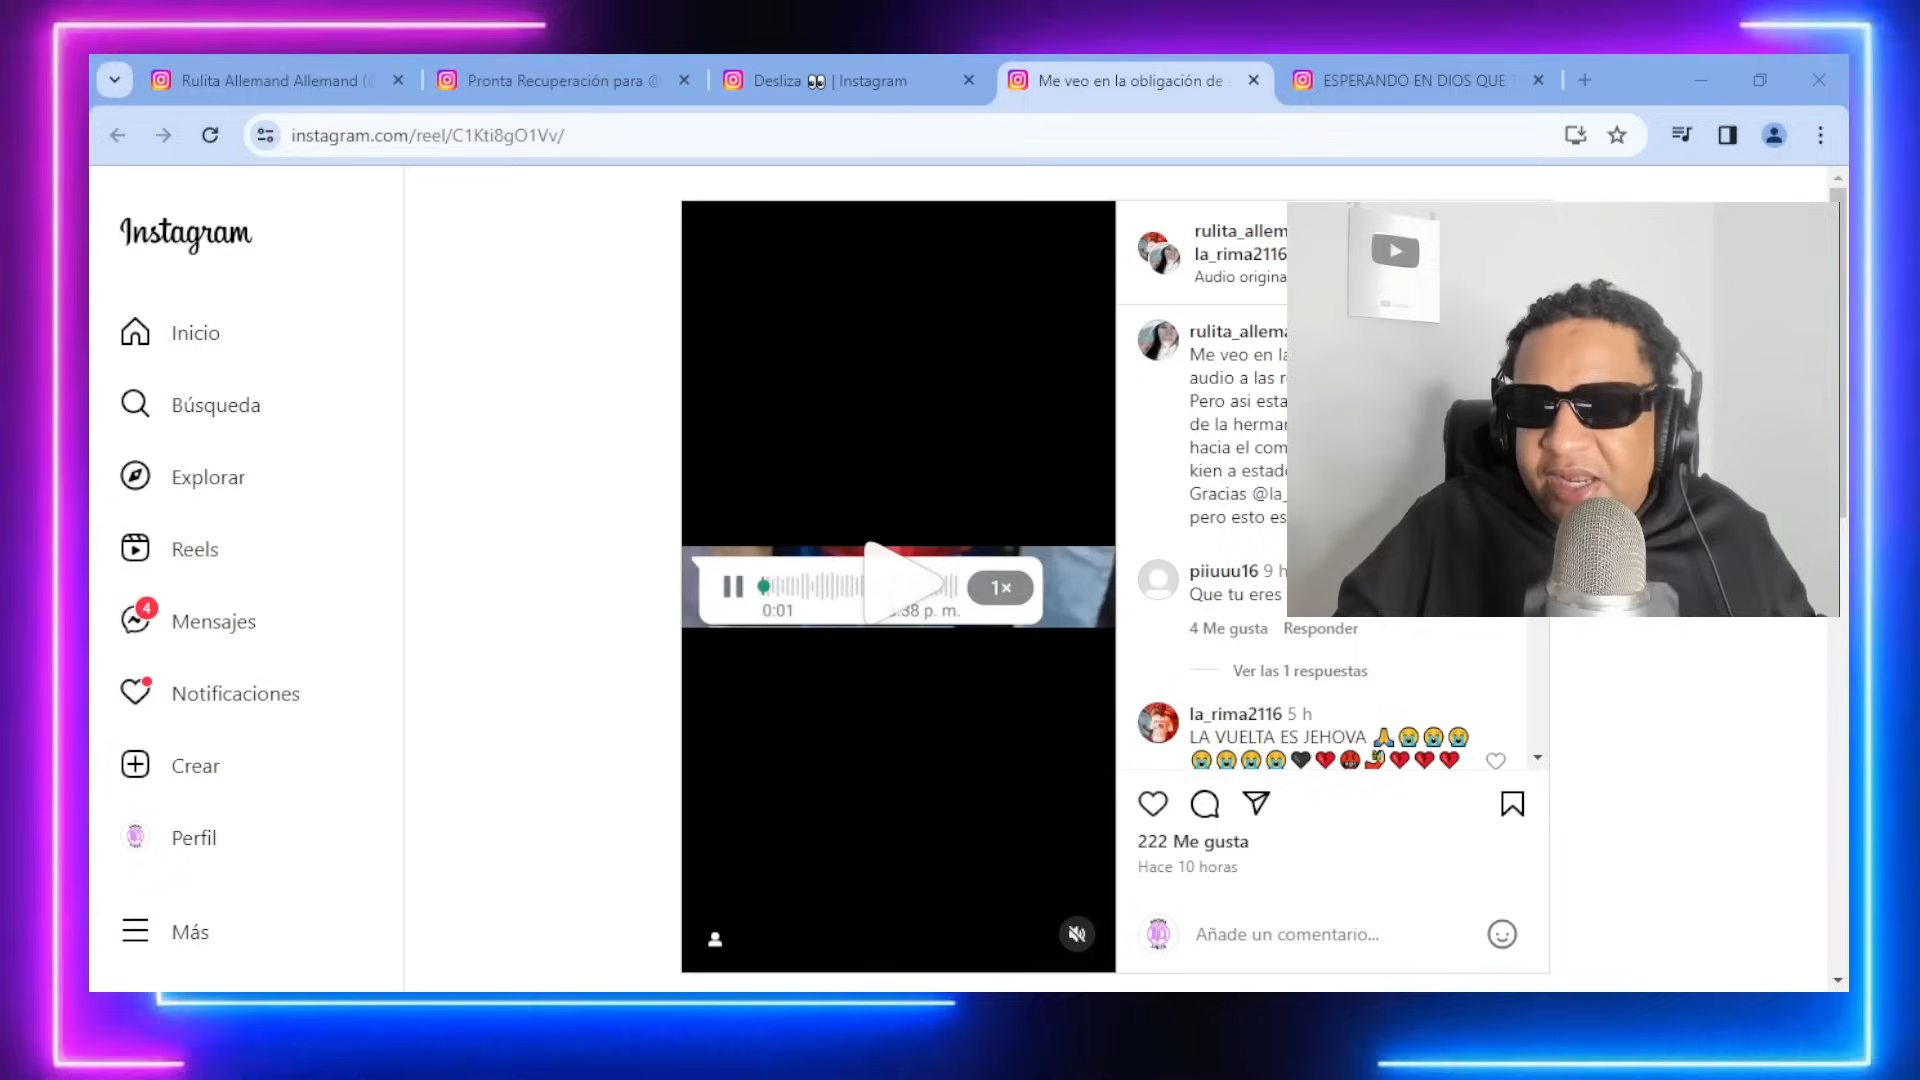 Rulita Allemand Allemand (
Pronta Recuperación para @
Desliza 👀 | Instagram
Me veo en la obligación de
ESPERANDO EN DIOS QUE
instagram.com/reel/C1Kti8gO1Vv/
Instagram
Inicio
Búsqueda
Explorar
Reels
4
Mensajes
Notificaciones
Crear
Perfil
Más
0:01
:38 p. m.
1×
rulita_allem
la_rima2116
Audio origina
rulita_allema
Me veo en la
audio a las r
Pero asi esta
de la herman
hacia el com
kien a estado
Gracias @la_
pero esto es
piiuuu16 9 h
Que tu eres
4 Me gusta Responder
Ver las 1 respuestas
la_rima2116 5 h
LA VUELTA ES JEHOVA 🙏😭😭😭
😭😭😭😭🖤💔🤬💔💔💔
222 Me gusta
Hace 10 horas
Añade un comentario...